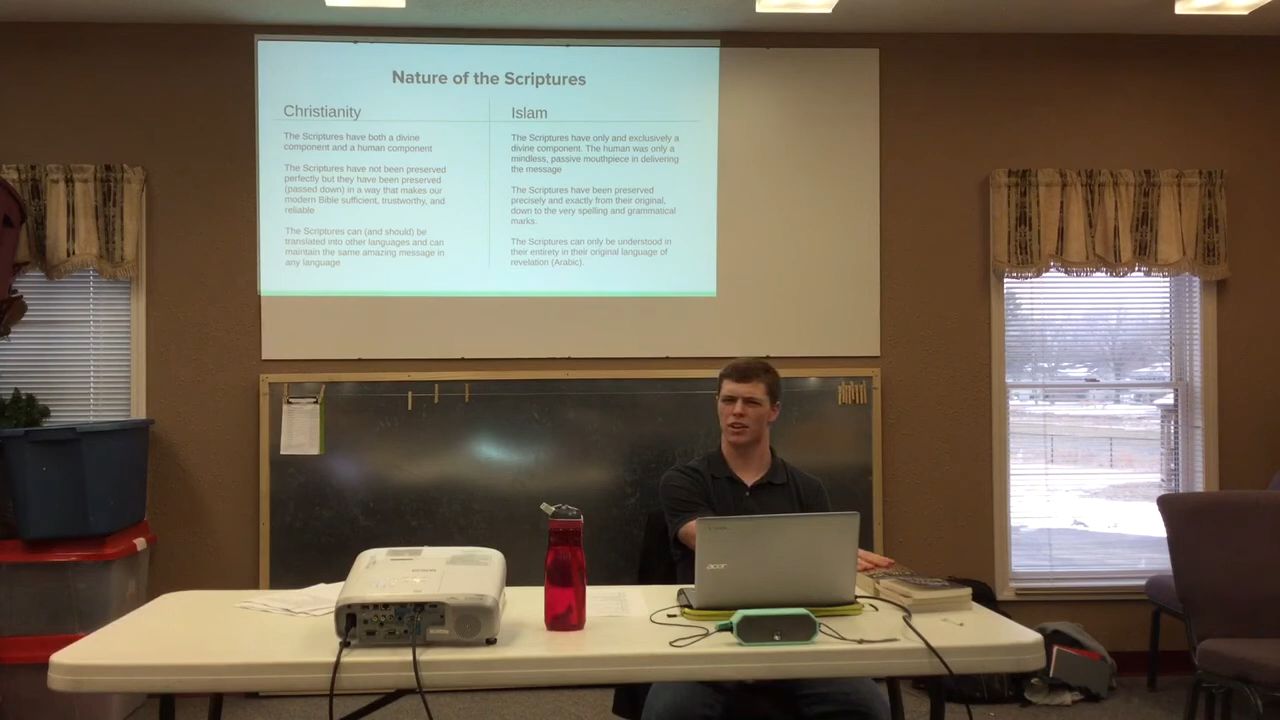 Nature of the Scriptures
Christianity
The Scriptures have both a divine
component and a human component
The Scriptures have not been preserved
perfectly but they have been preserved
(passed down) in a way that makes our
modern Bible sufficient, trustworthy, and
reliable
The Scriptures can (and should) be
translated into other languages and can
maintain the same amazing message in
any language
Islam
The Scriptures have only and exclusively a
divine component. The human was only a
mindless, passive mouthpiece in delivering
the message
The Scriptures have been preserved
precisely and exactly from their original,
down to the very spelling and grammatical
marks.
The Scriptures can only be understood in
their entirety in their original language of
revelation (Arabic).
acer